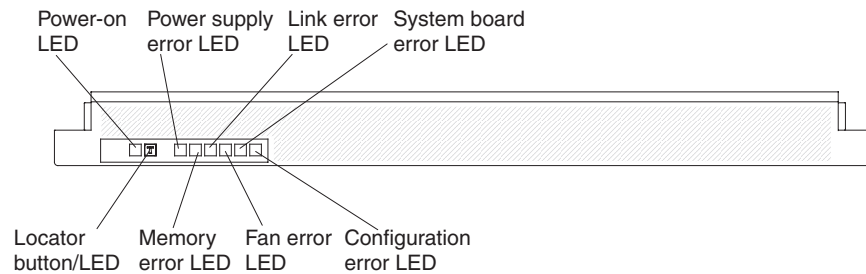 Power-on
LED
Power supply
error LED
Link error
LED
System board
error LED
Locator
button/LED
Memory
error LED
Fan error
LED
Configuration
error LED